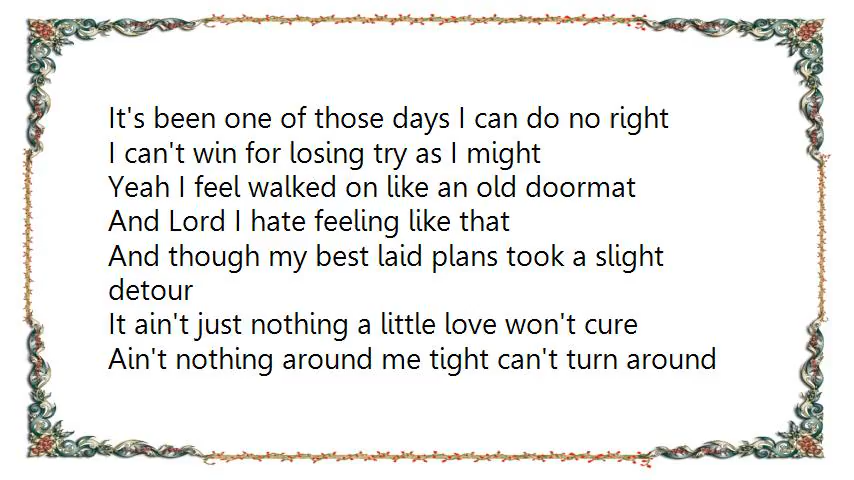 It's been one of those days I can do no right
I can't win for losing try as I might
Yeah I feel walked on like an old doormat
And Lord I hate feeling like that
And though my best laid plans took a slight
detour
It ain't just nothing a little love won't cure
Ain't nothing around me tight can't turn around